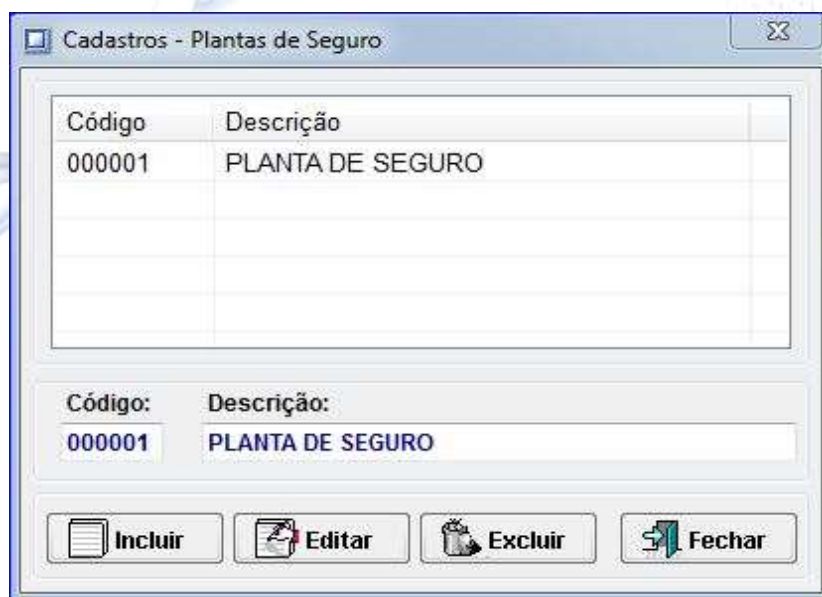 Cadastros - Plantas de Seguro
Código Descrição
000001 PLANTA DE SEGURO
Código: Descrição:
000001 PLANTA DE SEGURO
Incluir Editar Excluir Fechar